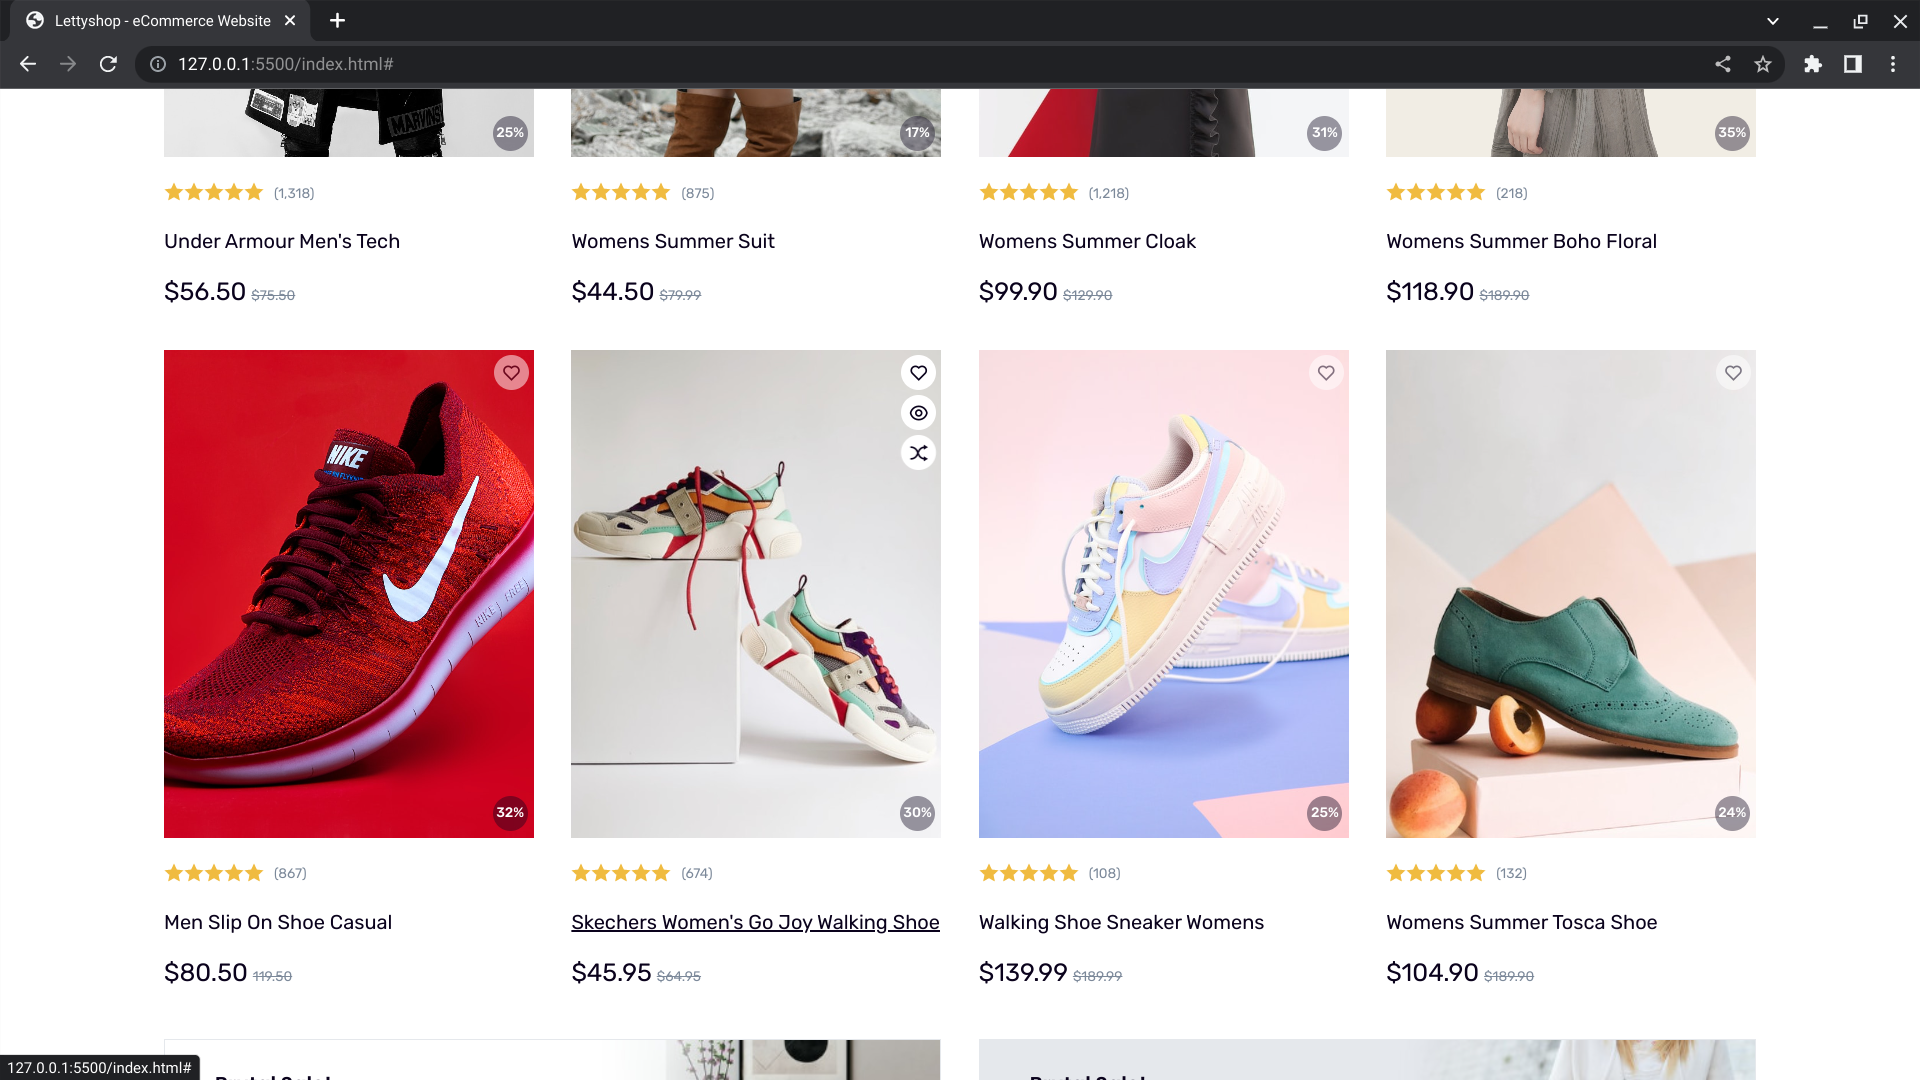 Lettyshop - eCommerce Website
127.0.0.1:5500/index.html#
MARVINS
25%
17%
31%
35%
(1,318)
(875)
(1,218)
(218)
Under Armour Men's Tech
Womens Summer Suit
Womens Summer Cloak
Womens Summer Boho Floral
$56.50 $75.50
$44.50 $79.99
$99.90 $129.90
$118.90 $189.90
NIKE
NIKE FREE
32%
30%
25%
24%
(867)
(674)
(108)
(132)
Men Slip On Shoe Casual
Skechers Women's Go Joy Walking Shoe
Walking Shoe Sneaker Womens
Womens Summer Tosca Shoe
$80.50 119.50
$45.95 $64.95
$139.99 $189.99
$104.90 $189.90
127.0.0.1:5500/index.html#